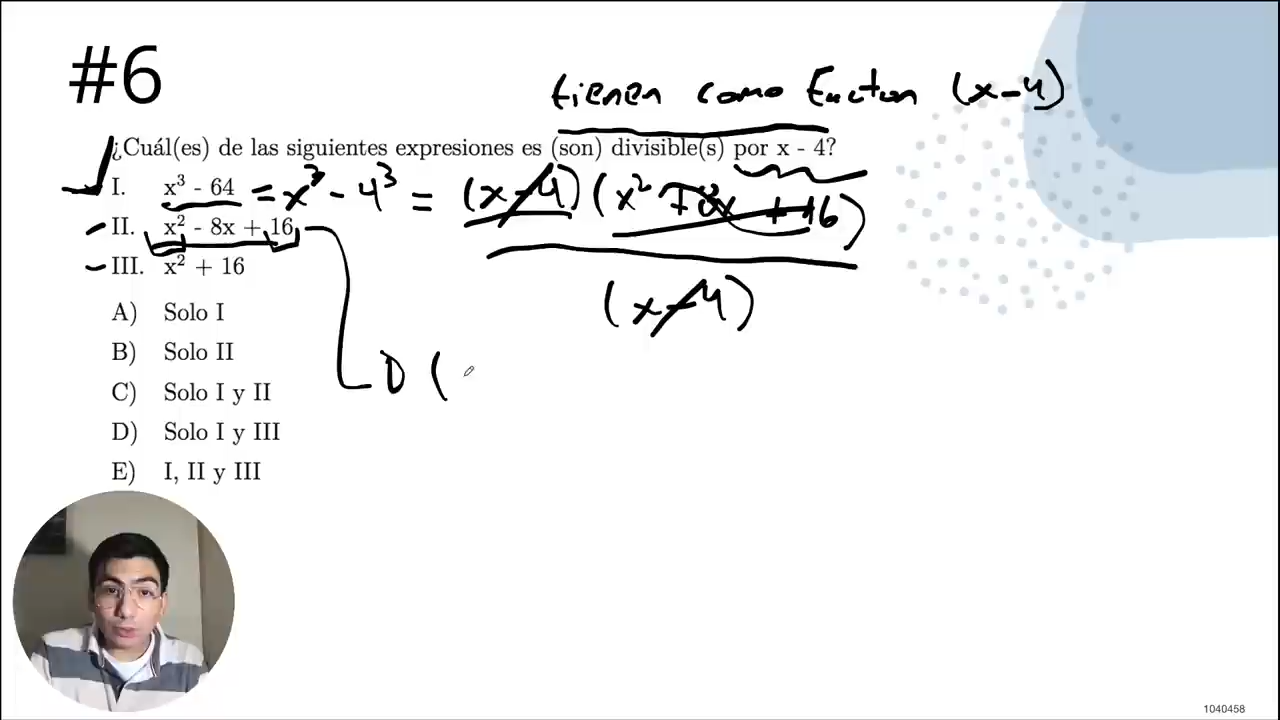 #6
tienen como Factor (x-4)
¿Cuál(es) de las siguientes expresiones es (son) divisible(s) por x - 4?
I. x³ - 64 = x³ - 4³ = (x-4)(x² + 16)
II. x² - 8x + 16
III. x² + 16
(x-4)
A) Solo I
B) Solo II
C) Solo I y II
(
D) Solo I y III
E) I, II y III
1040458